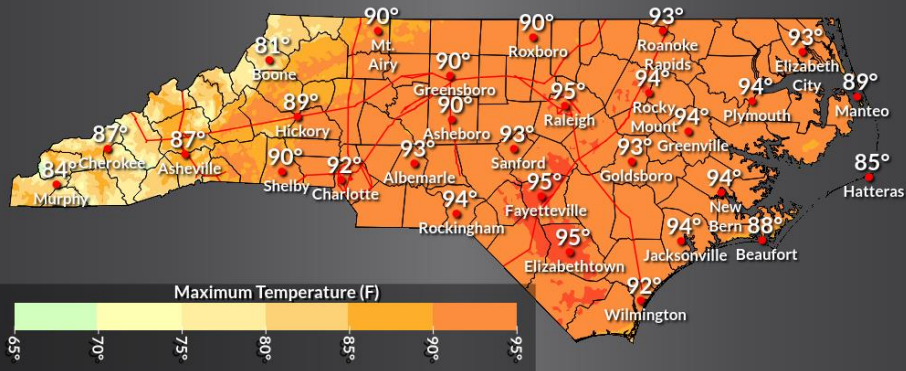 90°
Mt.
Airy
90°
Roxboro
93°
Roanoke
Rapids
93°
Elizabeth
City
81°
Boone
90°
Greensboro
95°
Raleigh
94°
Rocky
Mount
94°
Plymouth
89°
Manteo
89°
Hickory
90°
Asheboro
94°
Greenville
87°
Cherokee
87°
Asheville
93°
Sanford
93°
Goldsboro
84°
Murphy
90°
Shelby
92°
Charlotte
93°
Albemarle
95°
Fayetteville
94°
New
Bern
85°
Hatteras
94°
Rockingham
95°
Elizabethtown
94°
Jacksonville
88°
Beaufort
92°
Wilmington
Maximum Temperature (F)
65°
70°
75°
80°
85°
90°
95°